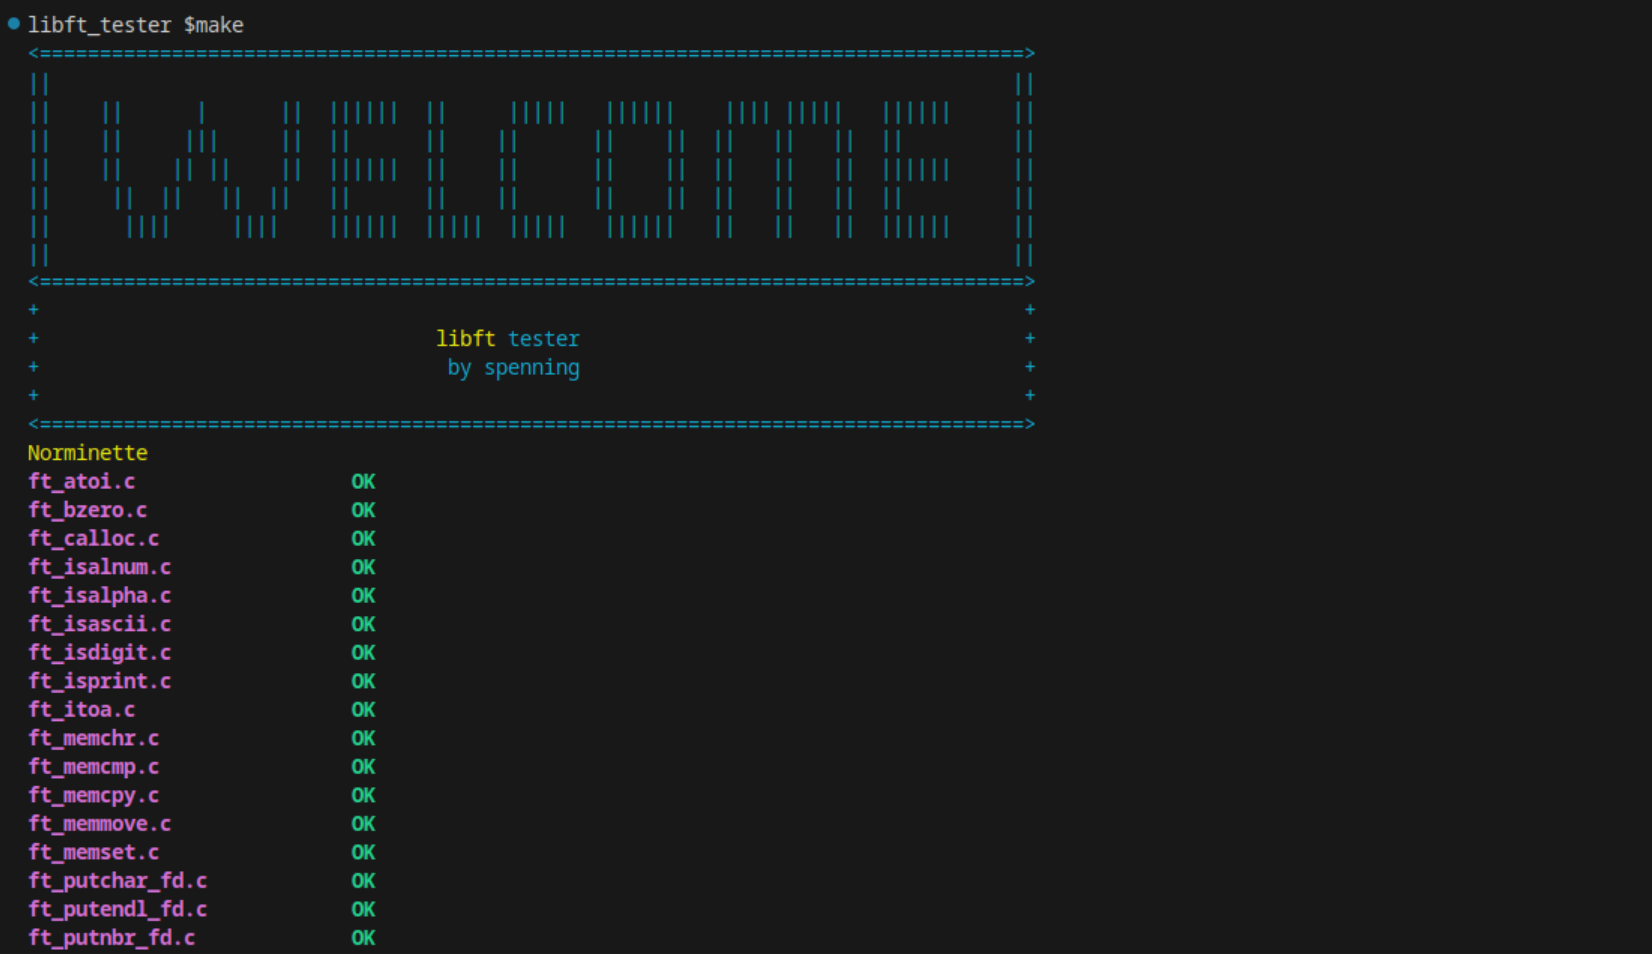 libft_tester $make
WELCOME
libft tester
by spenning
Norminette
ft_atoi.c OK
ft_bzero.c OK
ft_calloc.c OK
ft_isalnum.c OK
ft_isalpha.c OK
ft_isascii.c OK
ft_isdigit.c OK
ft_isprint.c OK
ft_itoa.c OK
ft_memchr.c OK
ft_memcmp.c OK
ft_memcpy.c OK
ft_memmove.c OK
ft_memset.c OK
ft_putchar_fd.c OK
ft_putendl_fd.c OK
ft_putnbr_fd.c OK